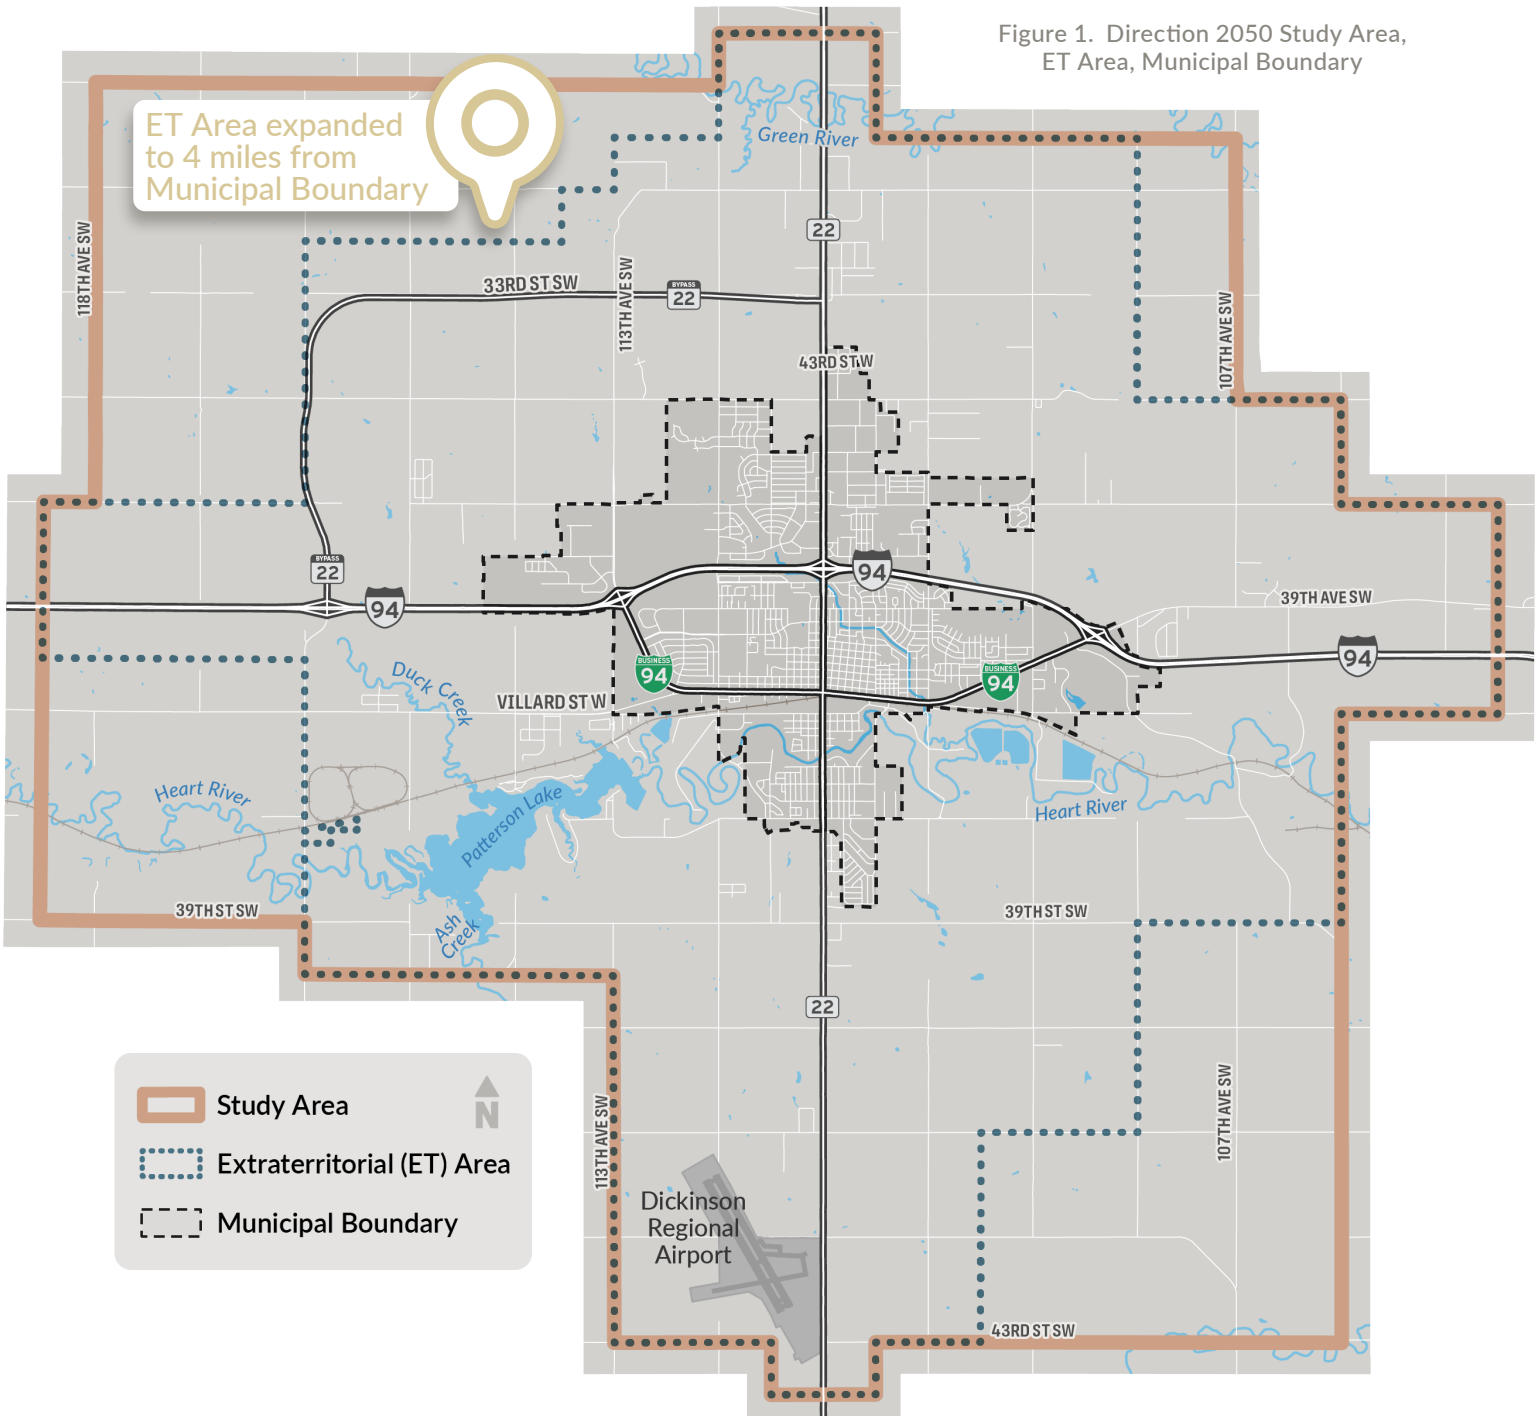 Figure 1.  Direction 2050 Study Area,
ET Area, Municipal Boundary
ET Area expanded
to 4 miles from
Municipal Boundary
Green River
118TH AVE SW
22
33RD ST SW
113TH AVE SW
BYPASS
22
107TH AVE SW
43RD ST W
BYPASS
22
94
94
39TH AVE SW
94
BUSINESS
94
BUSINESS
94
Duck Creek
VILLARD ST W
Heart River
Patterson Lake
Heart River
39TH ST SW
Ash
Creek
39TH ST SW
22
113TH AVE SW
107TH AVE SW
Dickinson
Regional
Airport
43RD ST SW
Study Area
N
Extraterritorial (ET) Area
Municipal Boundary